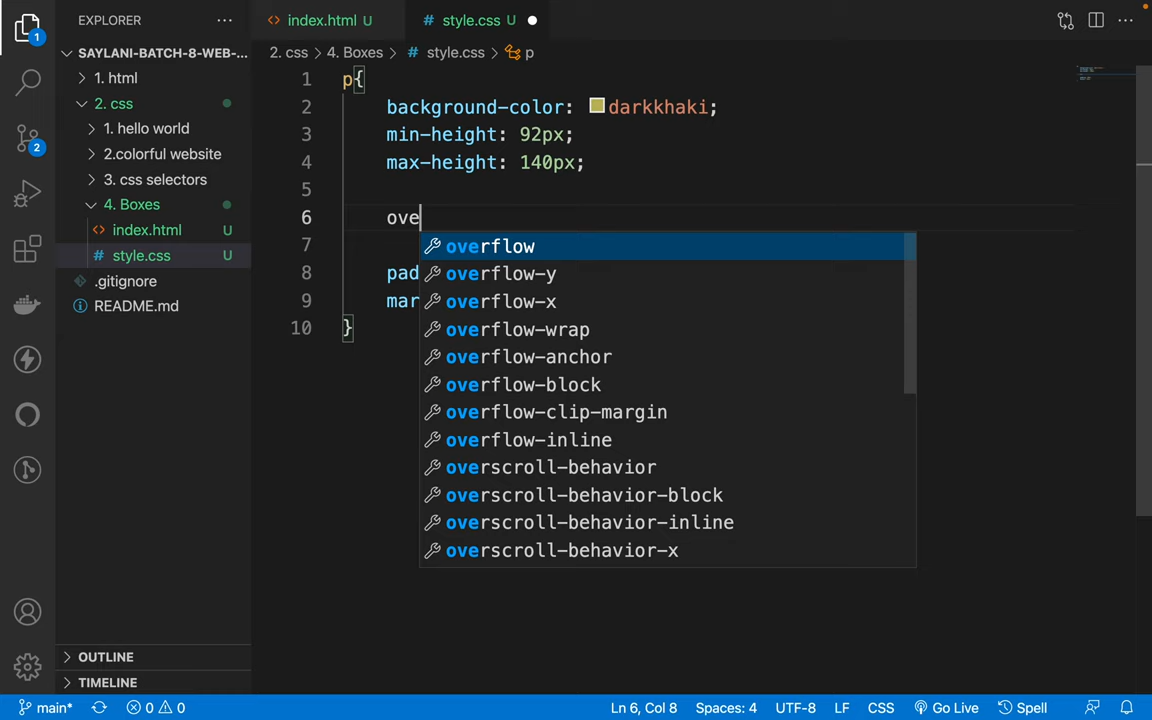 EXPLORER
index.html U
# style.css U
SAYLANI-BATCH-8-WEB-...
2. css > 4. Boxes > # style.css > p
1. html
2. css
1. hello world
2.colorful website
3. css selectors
4. Boxes
index.html U
# style.css U
.gitignore
README.md
OUTLINE
TIMELINE
1 p{
2 background-color: darkkhaki;
3 min-height: 92px;
4 max-height: 140px;
5
6 ove
7
8 pad
9 mar
10 }
overflow
overflow-y
overflow-x
overflow-wrap
overflow-anchor
overflow-block
overflow-clip-margin
overflow-inline
overscroll-behavior
overscroll-behavior-block
overscroll-behavior-inline
overscroll-behavior-x
1
2
main* 0 0 Ln 6, Col 8 Spaces: 4 UTF-8 LF CSS Go Live Spell